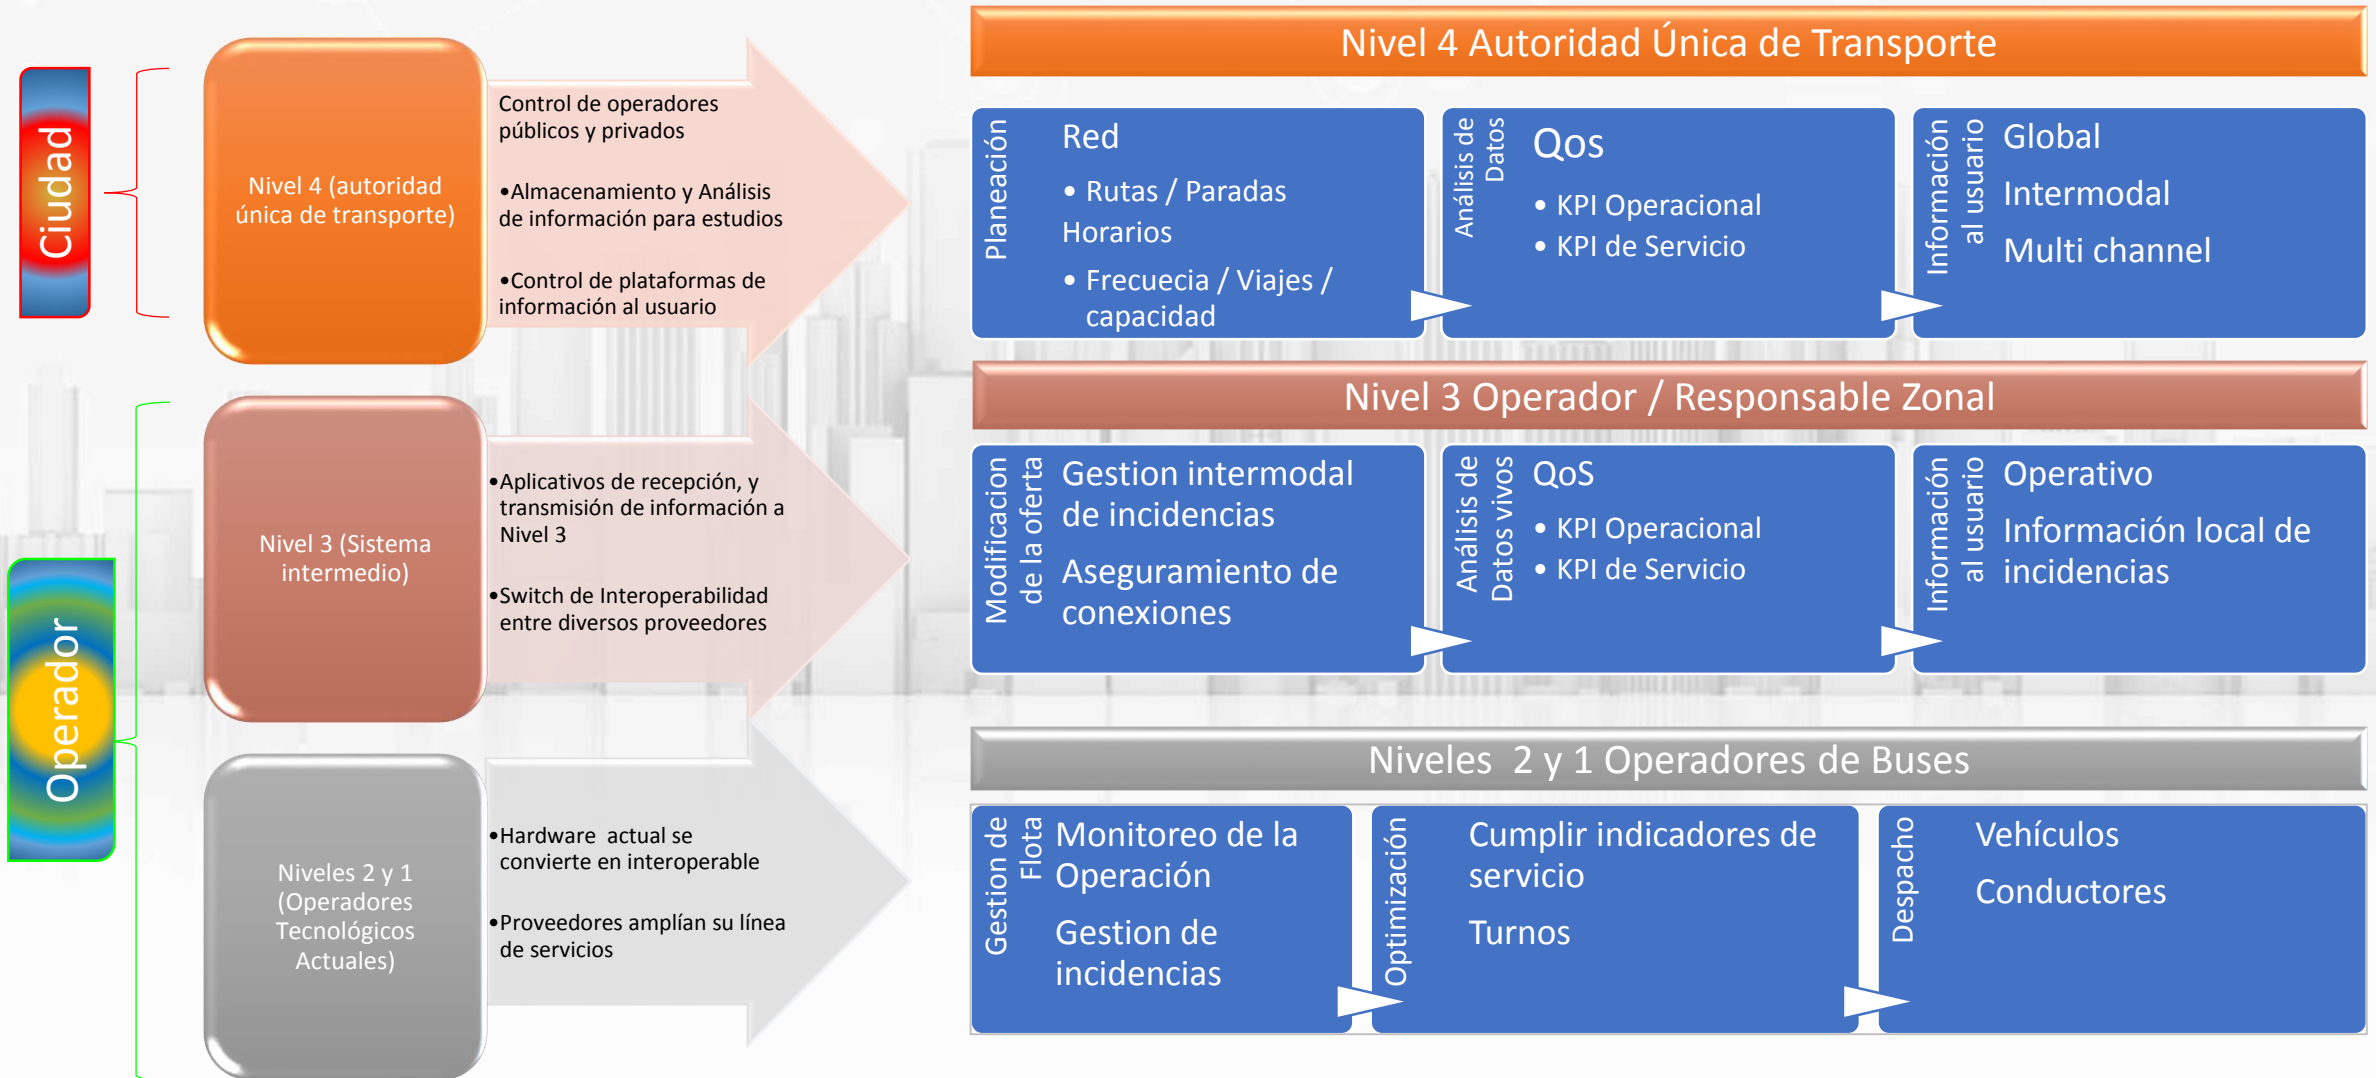 Ciudad
Nivel 4 (autoridad
única de transporte)
Control de operadores
públicos y privados
•Almacenamiento y Análisis
de información para estudios
•Control de plataformas de
información al usuario
Nivel 4 Autoridad Única de Transporte
Planeación
Red
• Rutas / Paradas
Horarios
• Frecuecia / Viajes /
capacidad
Análisis de
Datos
Qos
• KPI Operacional
• KPI de Servicio
Información
al usuario
Global
Intermodal
Multi channel
Operador
Nivel 3 (Sistema
intermedio)
•Aplicativos de recepción, y
transmisión de información a
Nivel 3
•Switch de Interoperabilidad
entre diversos proveedores
Nivel 3 Operador / Responsable Zonal
Modificacion
de la oferta
Gestion intermodal
de incidencias
Aseguramiento de
conexiones
Análisis de
Datos vivos
QoS
• KPI Operacional
• KPI de Servicio
Información
al usuario
Operativo
Información local de
incidencias
Niveles 2 y 1
(Operadores
Tecnológicos
Actuales)
•Hardware  actual se
convierte en interoperable
•Proveedores amplían su línea
de servicios
Niveles  2 y 1 Operadores de Buses
Gestion de
Flota
Monitoreo de la
Operación
Gestion de
incidencias
Optimización
Cumplir indicadores de
servicio
Turnos
Despacho
Vehículos
Conductores